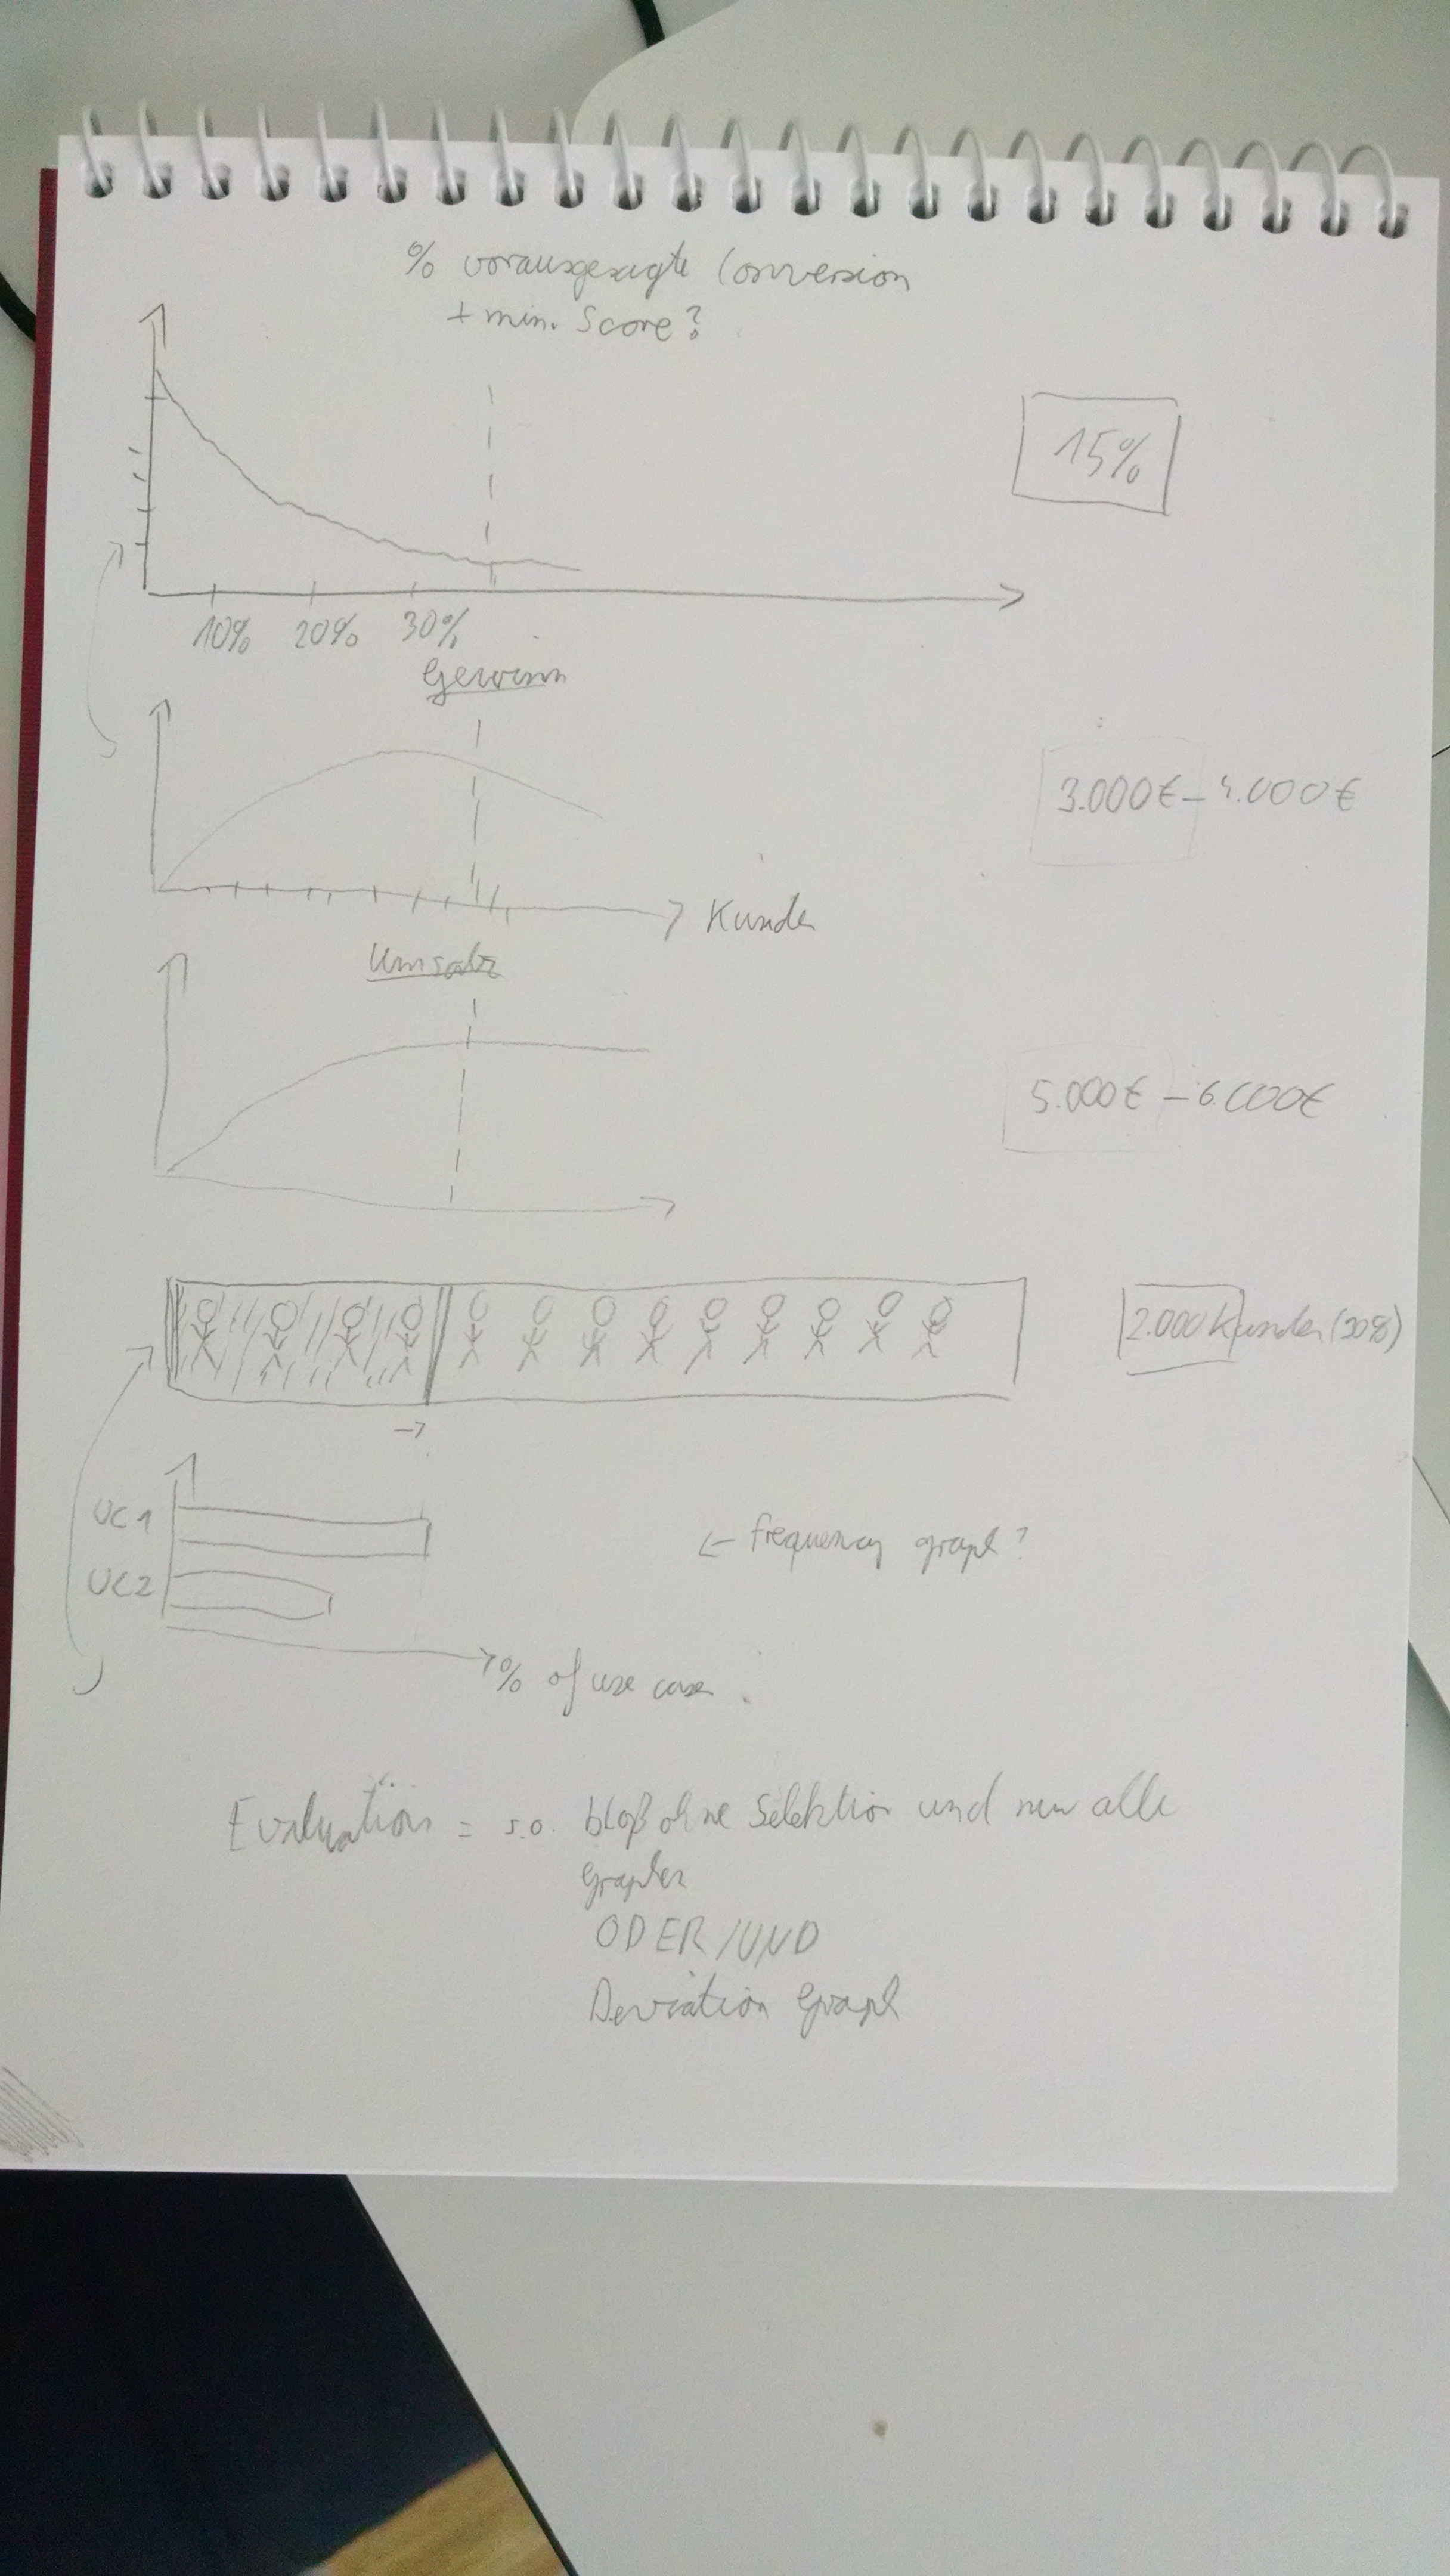 % vorausgesagte Conversion
+ min. Score?
15%
10% 20% 30%
Gewinn
3.000€ – 4.000€
Kunden
Umsatz
5.000€ – 6.000€
2.000 Kunden (30%)
UC1
← frequency graph?
UC2
% of use case
Evaluation = s.o. bloß ohne Selektion und nur alle
Graphen
ODER/UND
Deviation Graph